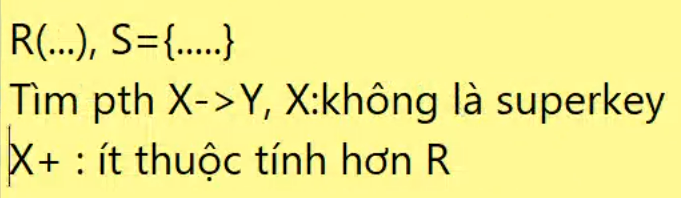 R(...), S={.....}
Tìm pth X->Y, X:không là superkey
X+ : ít thuộc tính hơn R